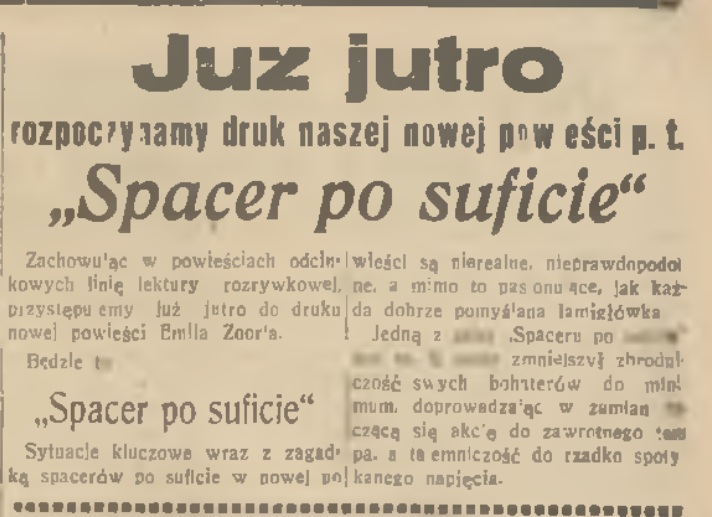 Juz jutro
rozpoczynamy druk naszej nowej powieści p. t.
„Spacer po suficie“
Zachowując w powieściach odcin-
kowych linię lektury rozrywkowej,
przystępujemy już jutro do druku
nowej powieści Emila Zoor'a.
Będzie
„Spacer po suficie“
Sytuacje kluczowe wraz z zagad-
ką spacerów po suficie w nowej po
wieści są nierealne, nieprawdopodob
ne, a mimo to pasjonujące, jak każ-
da dobrze pomyślana łamigłówka
Jedną z „Spaceru po
zmniejszył zbrodni
czość swych bohaterów do mini
mum, doprowadzając w zamian
czącą się akcję do zawrotnego tem
pa, a tajemniczość do rzadko spoty
kanego napięcia.